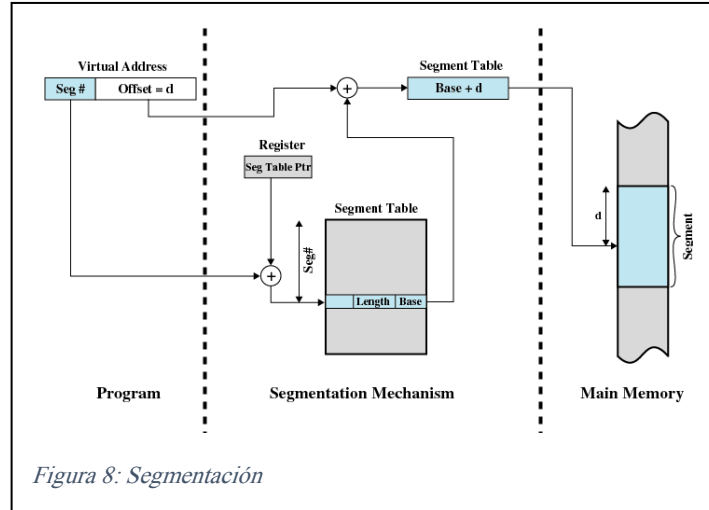 Virtual Address
Seg #
Offset = d
Segment Table
Base + d
Register
Seg Table Ptr
Segment Table
Seg#
Length
Base
d
Segment
Program
Segmentation Mechanism
Main Memory
Figura 8: Segmentación